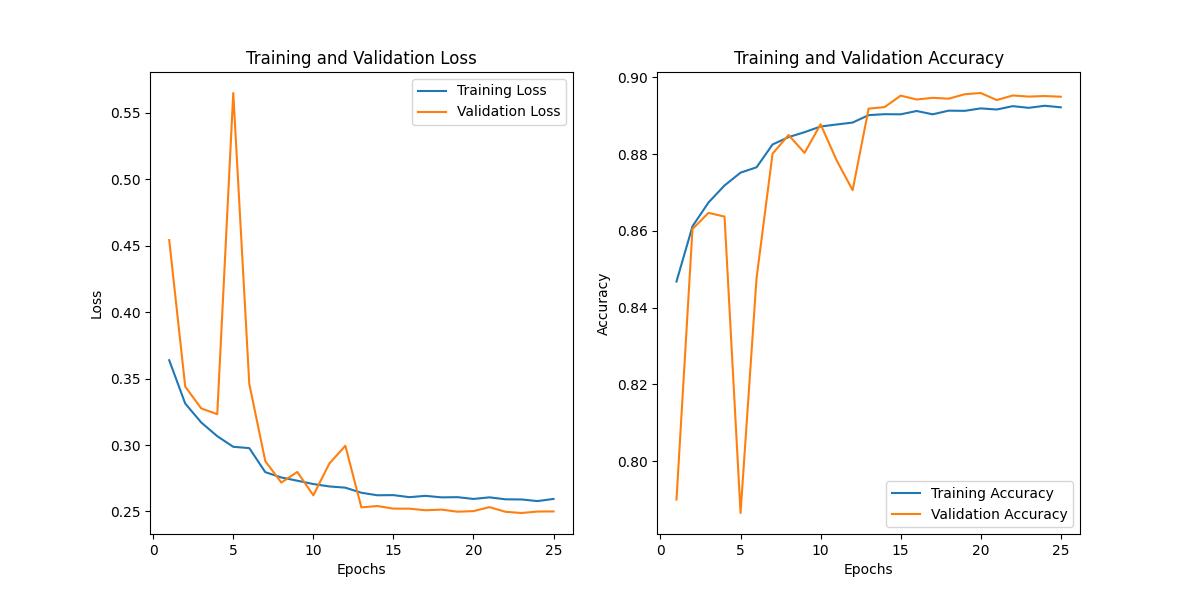 Training and Validation Loss
Training Loss
Validation Loss
0.55
0.50
0.45
0.40
0.35
0.30
0.25
Loss
0
5
10
15
20
25
Epochs
Training and Validation Accuracy
0.90
0.88
0.86
0.84
0.82
0.80
Accuracy
Training Accuracy
Validation Accuracy
0
5
10
15
20
25
Epochs